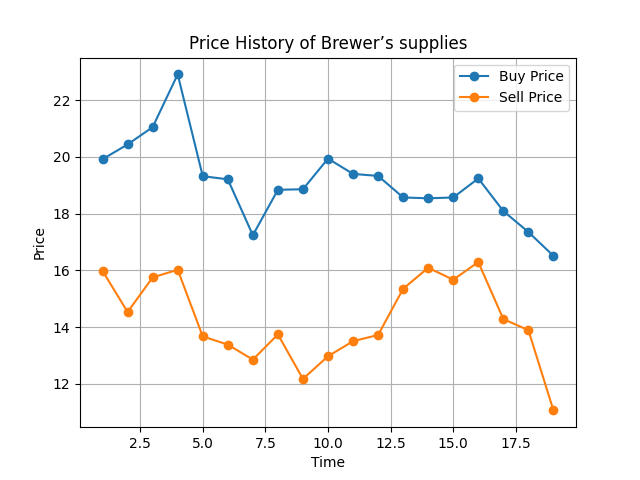 Price History of Brewer’s supplies
Buy Price
Sell Price
Price
22
20
18
16
14
12
2.5 5.0 7.5 10.0 12.5 15.0 17.5
Time